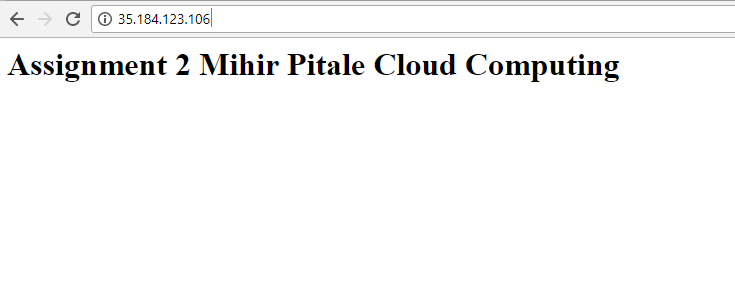 35.184.123.106
Assignment 2 Mihir Pitale Cloud Computing